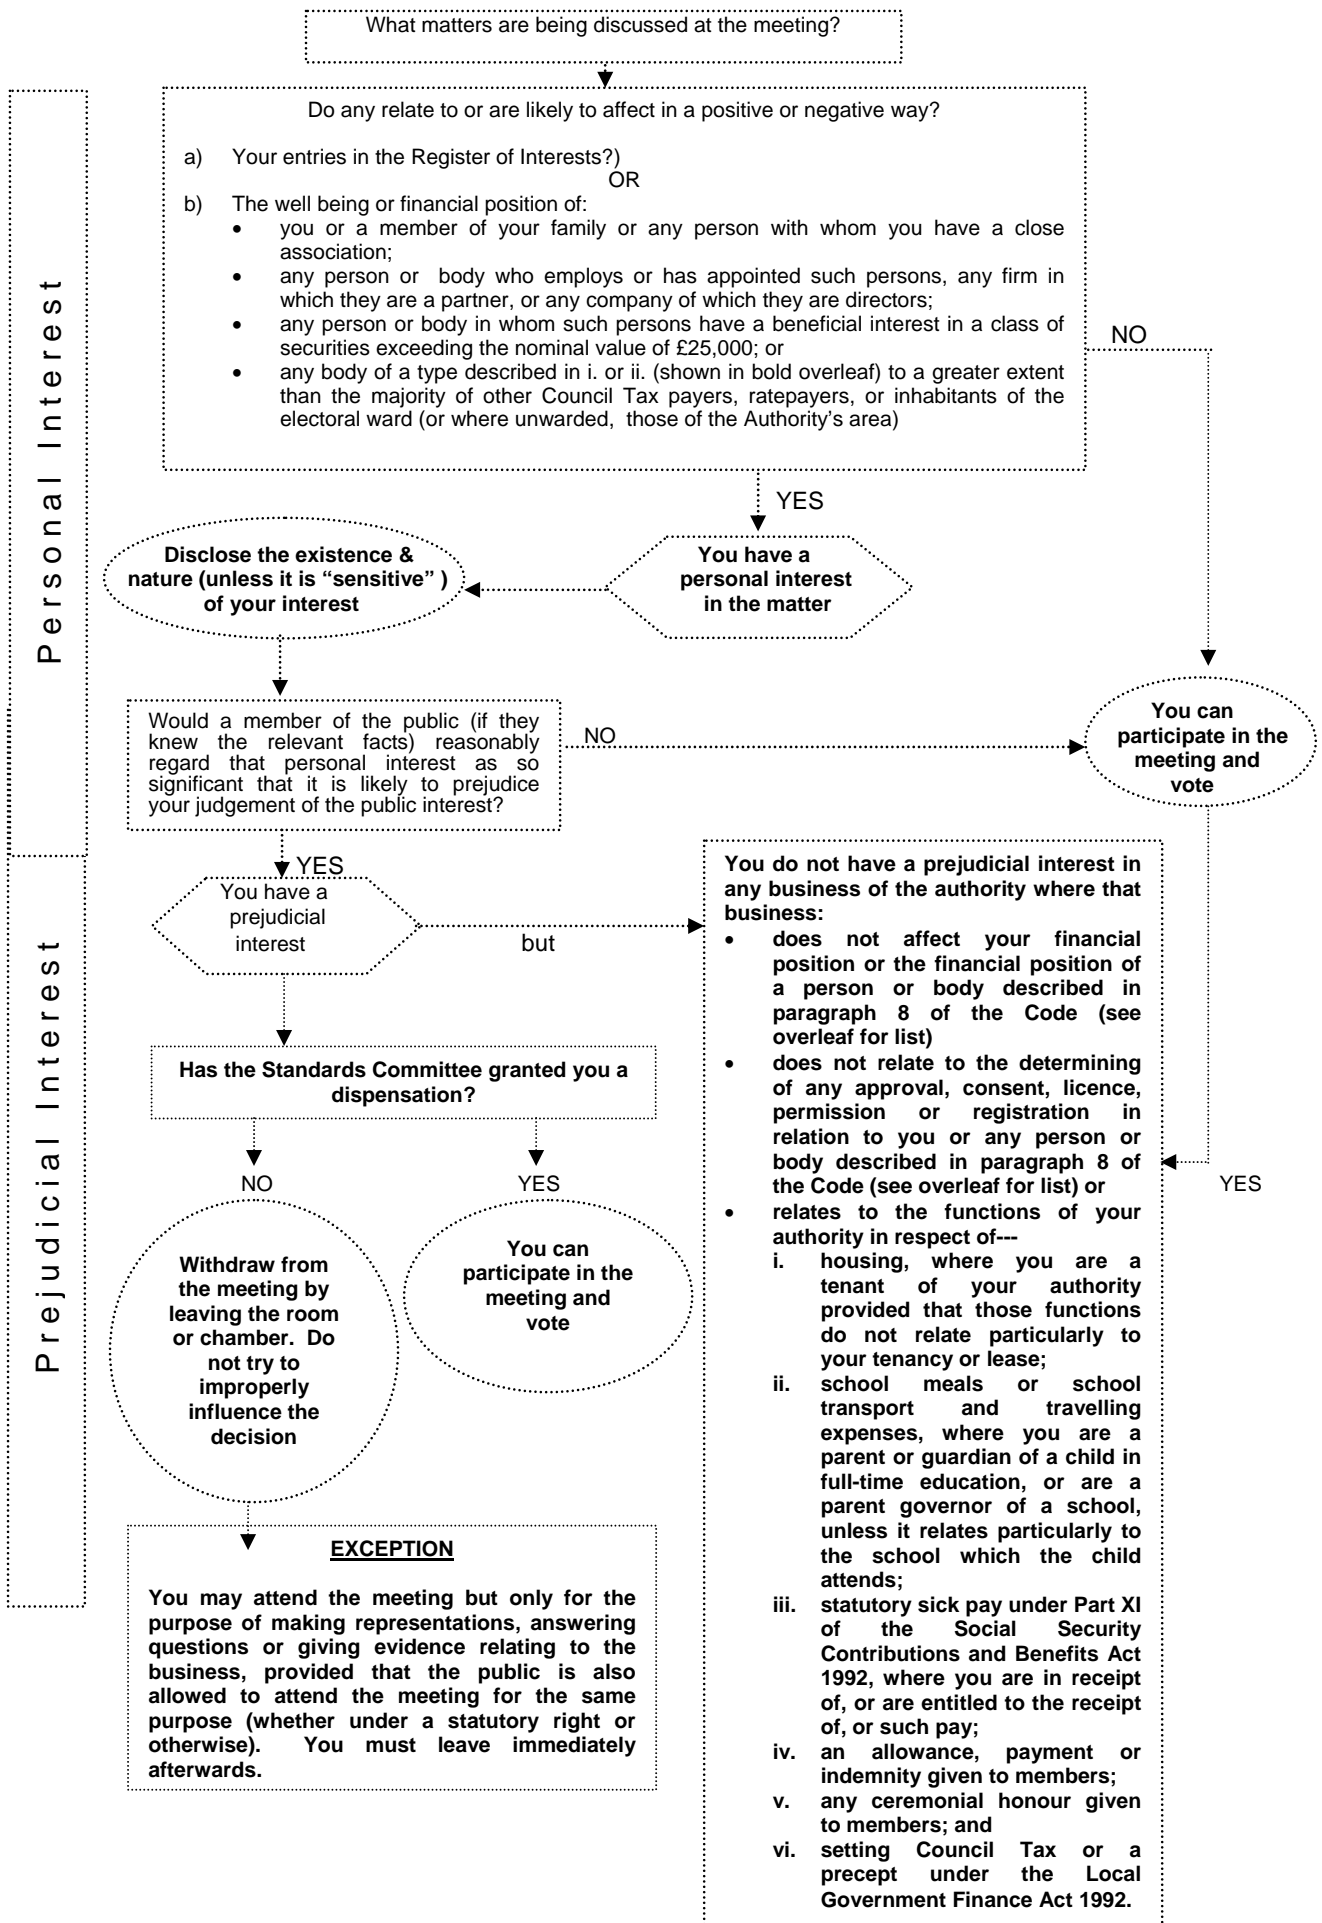 What matters are being discussed at the meeting?
Do any relate to or are likely to affect in a positive or negative way?
a) Your entries in the Register of Interests?)
OR
b) The well being or financial position of:
• you or a member of your family or any person with whom you have a close
association;
• any person or body who employs or has appointed such persons, any firm in
which they are a partner, or any company of which they are directors;
• any person or body in whom such persons have a beneficial interest in a class of
securities exceeding the nominal value of £25,000; or
• any body of a type described in i. or ii. (shown in bold overleaf) to a greater extent
than the majority of other Council Tax payers, ratepayers, or inhabitants of the
electoral ward (or where unwarded, those of the Authority's area)
Personal Interest
NO
YES
You have a
personal interest
in the matter
Disclose the existence &
nature (unless it is “sensitive” )
of your interest
Would a member of the public (if they
knew the relevant facts) reasonably
regard that personal interest as so
significant that it is likely to prejudice
your judgement of the public interest?
NO
You can
participate in the
meeting and
vote
YES
Prejudicial Interest
You have a
prejudicial
interest
but
Has the Standards Committee granted you a
dispensation?
NO
YES
Withdraw from
the meeting by
leaving the room
or chamber. Do
not try to
improperly
influence the
decision
You can
participate in the
meeting and
vote
EXCEPTION
You may attend the meeting but only for the
purpose of making representations, answering
questions or giving evidence relating to the
business, provided that the public is also
allowed to attend the meeting for the same
purpose (whether under a statutory right or
otherwise). You must leave immediately
afterwards.
You do not have a prejudicial interest in
any business of the authority where that
business:
• does not affect your financial
position or the financial position of
a person or body described in
paragraph 8 of the Code (see
overleaf for list)
• does not relate to the determining
of any approval, consent, licence,
permission or registration in
relation to you or any person or
body described in paragraph 8 of
the Code (see overleaf for list) or
• relates to the functions of your
authority in respect of---
i. housing, where you are a
tenant of your authority
provided that those functions
do not relate particularly to
your tenancy or lease;
ii. school meals or school
transport and travelling
expenses, where you are a
parent or guardian of a child in
full-time education, or are a
parent governor of a school,
unless it relates particularly to
the school which the child
attends;
iii. statutory sick pay under Part XI
of the Social Security
Contributions and Benefits Act
1992, where you are in receipt
of, or are entitled to the receipt
of, or such pay;
iv. an allowance, payment or
indemnity given to members;
v. any ceremonial honour given
to members; and
vi. setting Council Tax or a
precept under the Local
Government Finance Act 1992.
YES